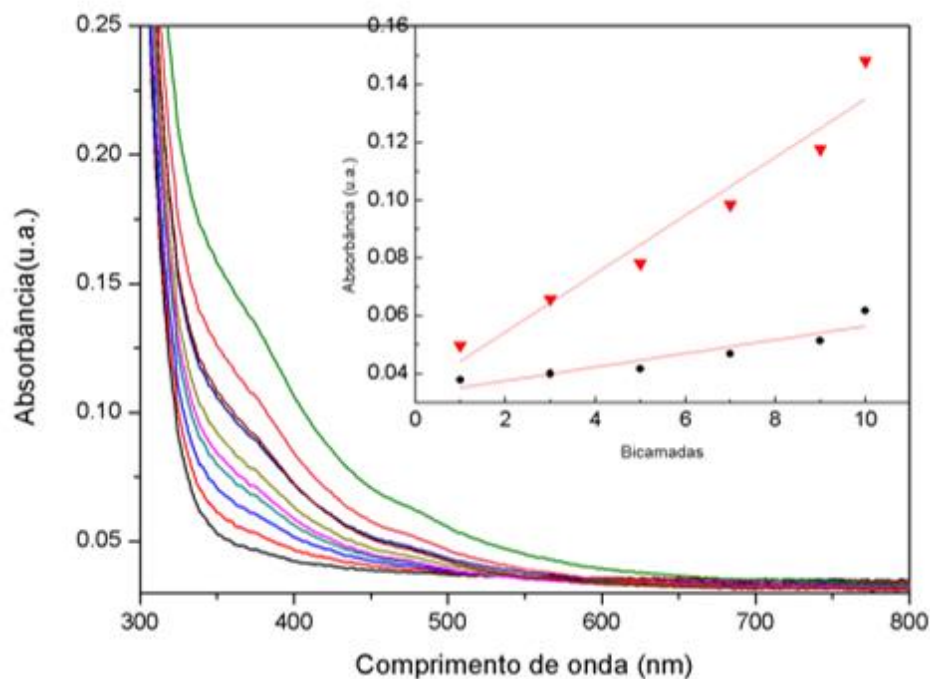 0.25
0.20
0.15
0.10
0.05
Absorbância(u.a.)
300 400 500 600 700 800
Comprimento de onda (nm)
0.16
0.14
0.12
0.10
0.08
0.06
0.04
Absorbância (u.a.)
0 2 4 6 8 10
Bicamadas